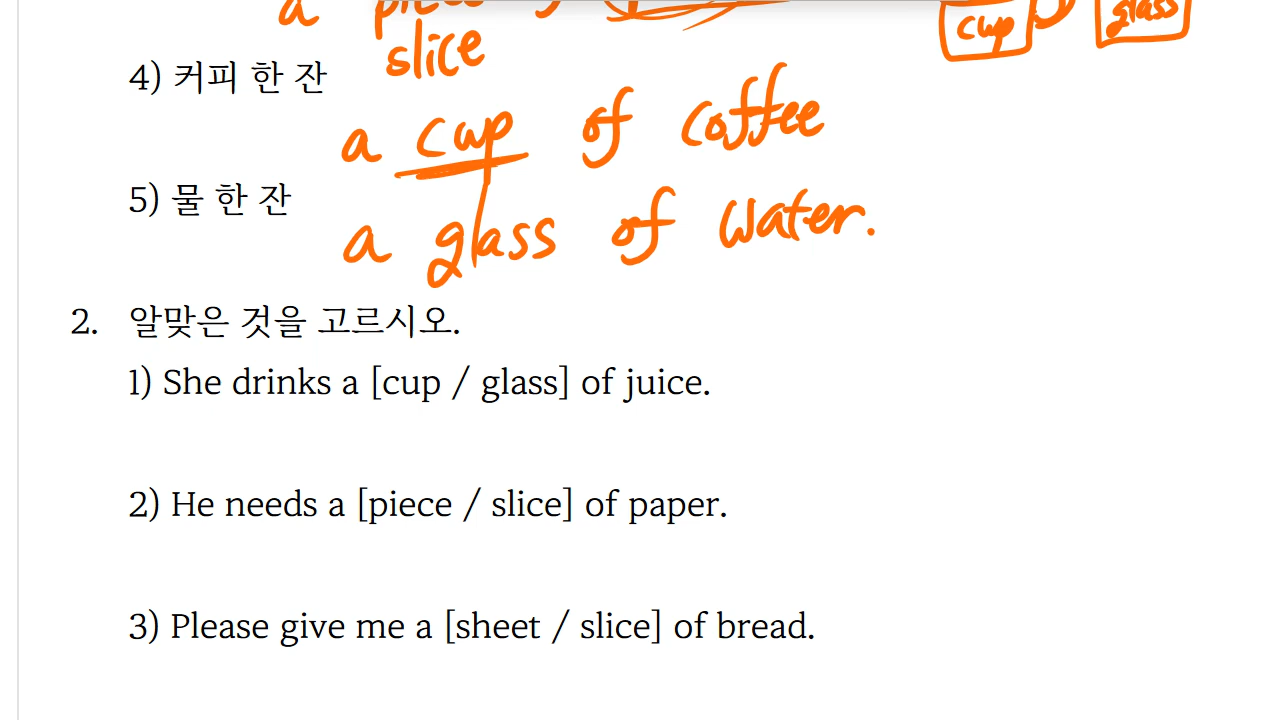 a piece
slice
cup
glass
4) 커피 한 잔
a cup of coffee
5) 물 한 잔
a glass of water.
2. 알맞은 것을 고르시오.
1) She drinks a [cup / glass] of juice.
2) He needs a [piece / slice] of paper.
3) Please give me a [sheet / slice] of bread.